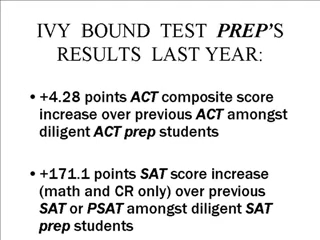 IVY BOUND TEST PREP'S
RESULTS LAST YEAR:
• +4.28 points ACT composite score
increase over previous ACT amongst
diligent ACT prep students
• +171.1 points SAT score increase
(math and CR only) over previous
SAT or PSAT amongst diligent SAT
prep students